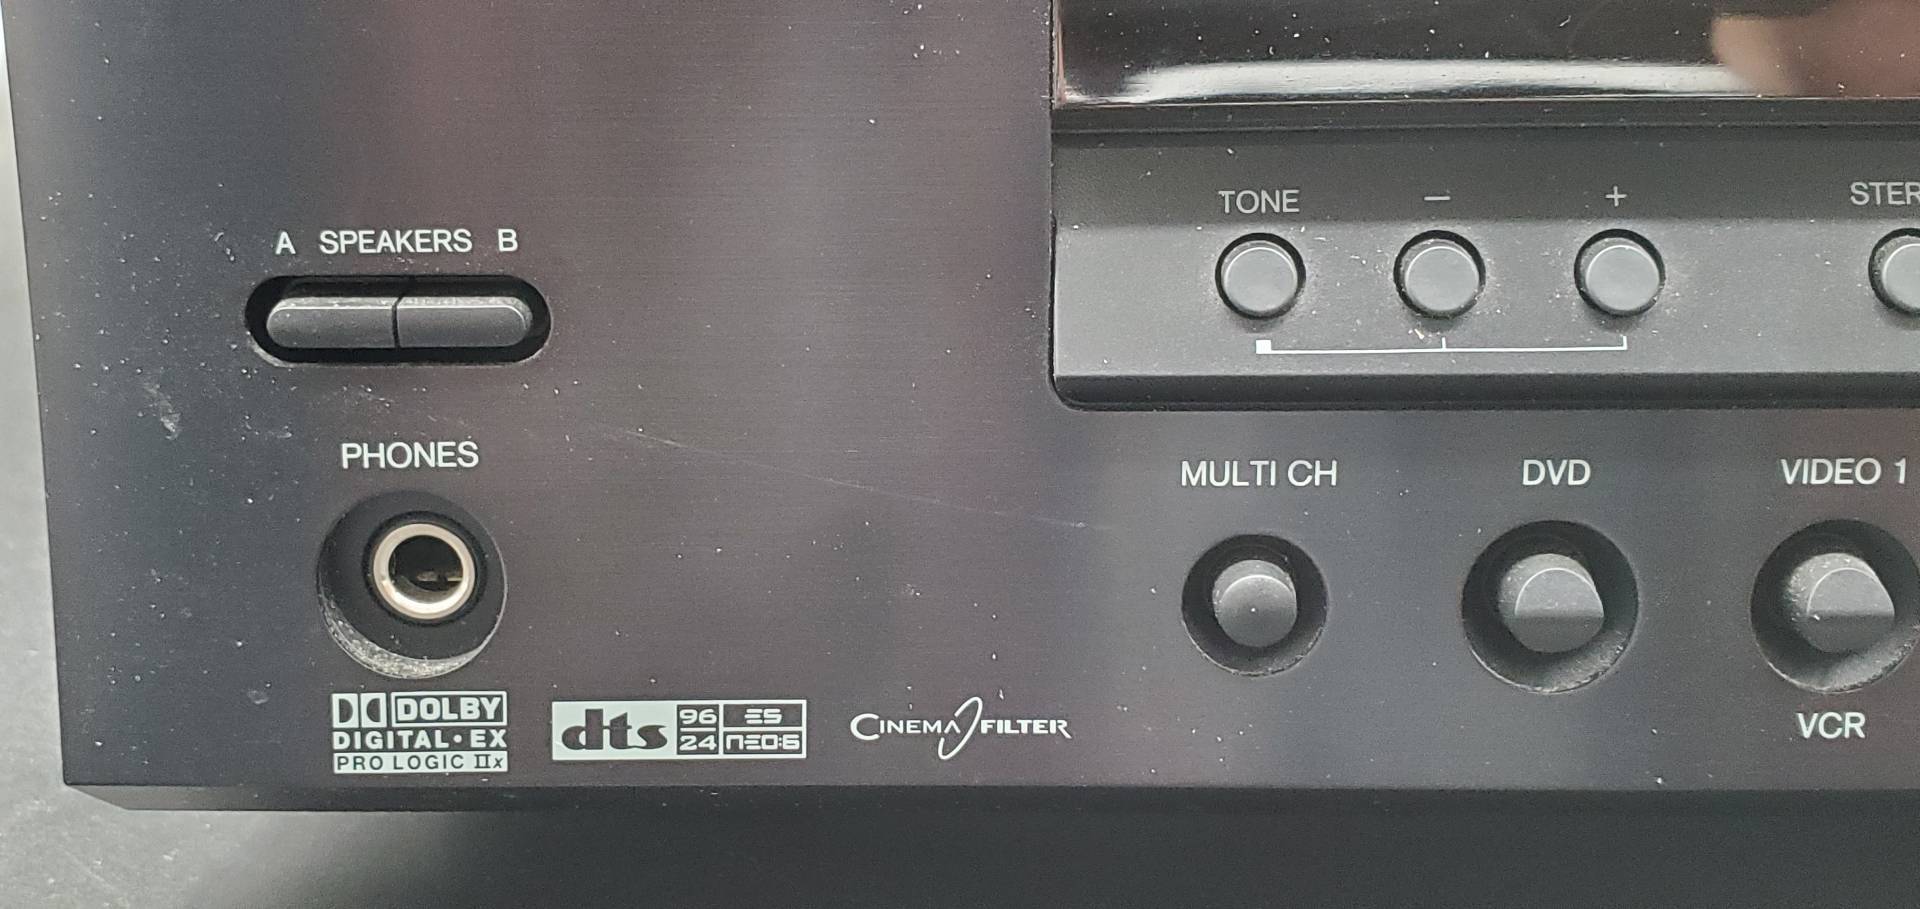 A SPEAKERS B
TONE − + STER
PHONES
MULTI CH DVD VIDEO 1
VCR
DOLBY
DIGITAL•EX
PRO LOGIC IIx
dts 96 24 ES NEO:6
CINEMA FILTER